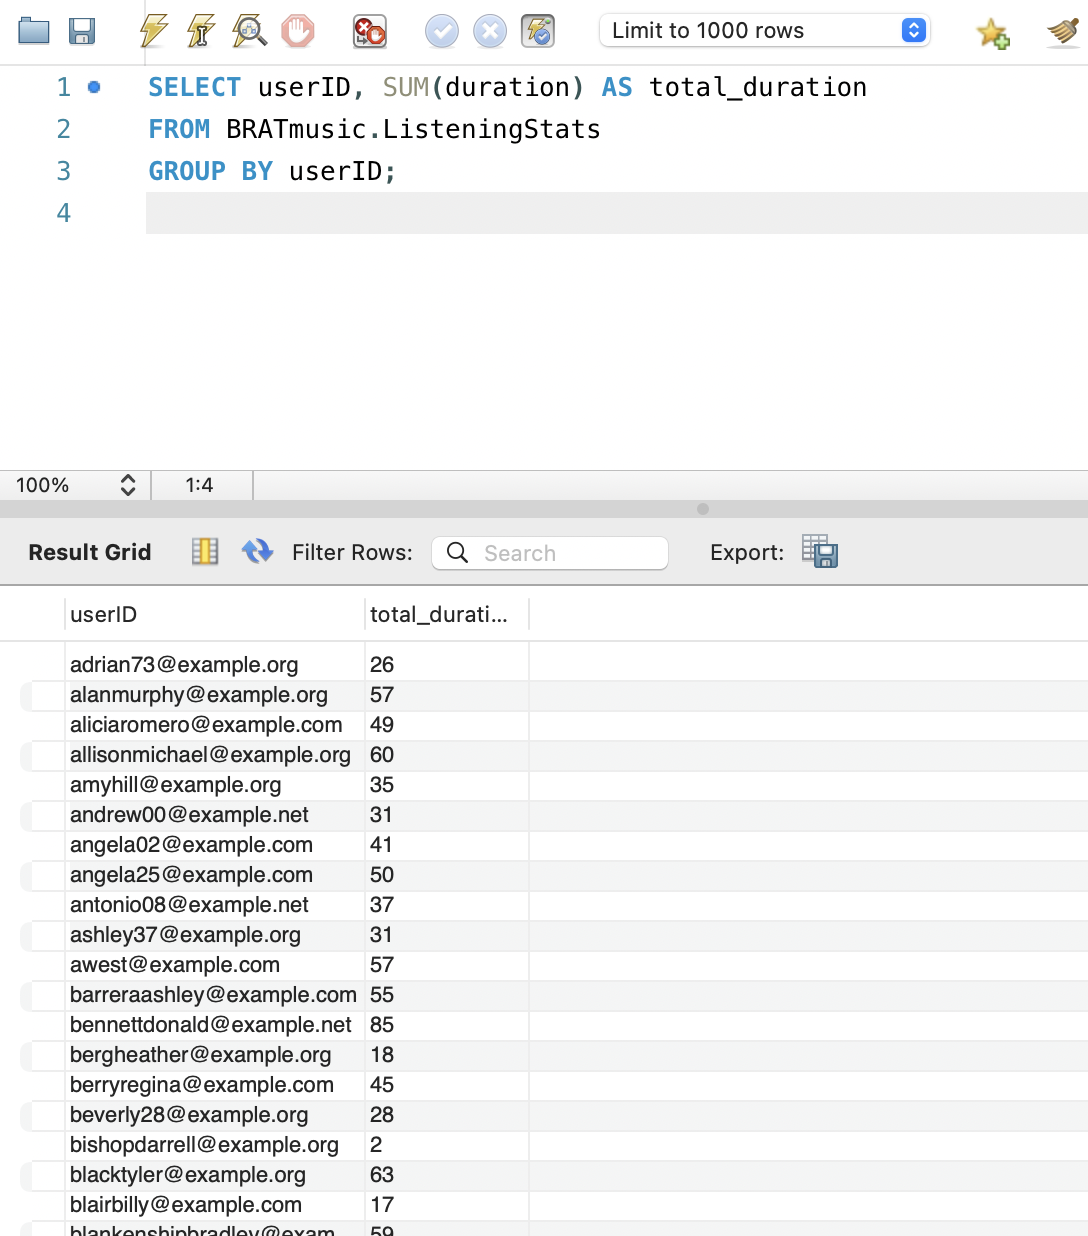 Limit to 1000 rows
1 SELECT userID, SUM(duration) AS total_duration
2 FROM BRATmusic.ListeningStats
3 GROUP BY userID;
4
100% 1:4
Result Grid Filter Rows: Search Export:
userID total_durati...
adrian73@example.org 26
alanmurphy@example.org 57
aliciaromero@example.com 49
allisonmichael@example.org 60
amyhill@example.org 35
andrew00@example.net 31
angela02@example.com 41
angela25@example.com 50
antonio08@example.net 37
ashley37@example.org 31
awest@example.com 57
barreraashley@example.com 55
bennettdonald@example.net 85
bergheather@example.org 18
berryregina@example.com 45
beverly28@example.org 28
bishopdarrell@example.org 2
blacktyler@example.org 63
blairbilly@example.com 17
blankenshipbradley@exam... 59